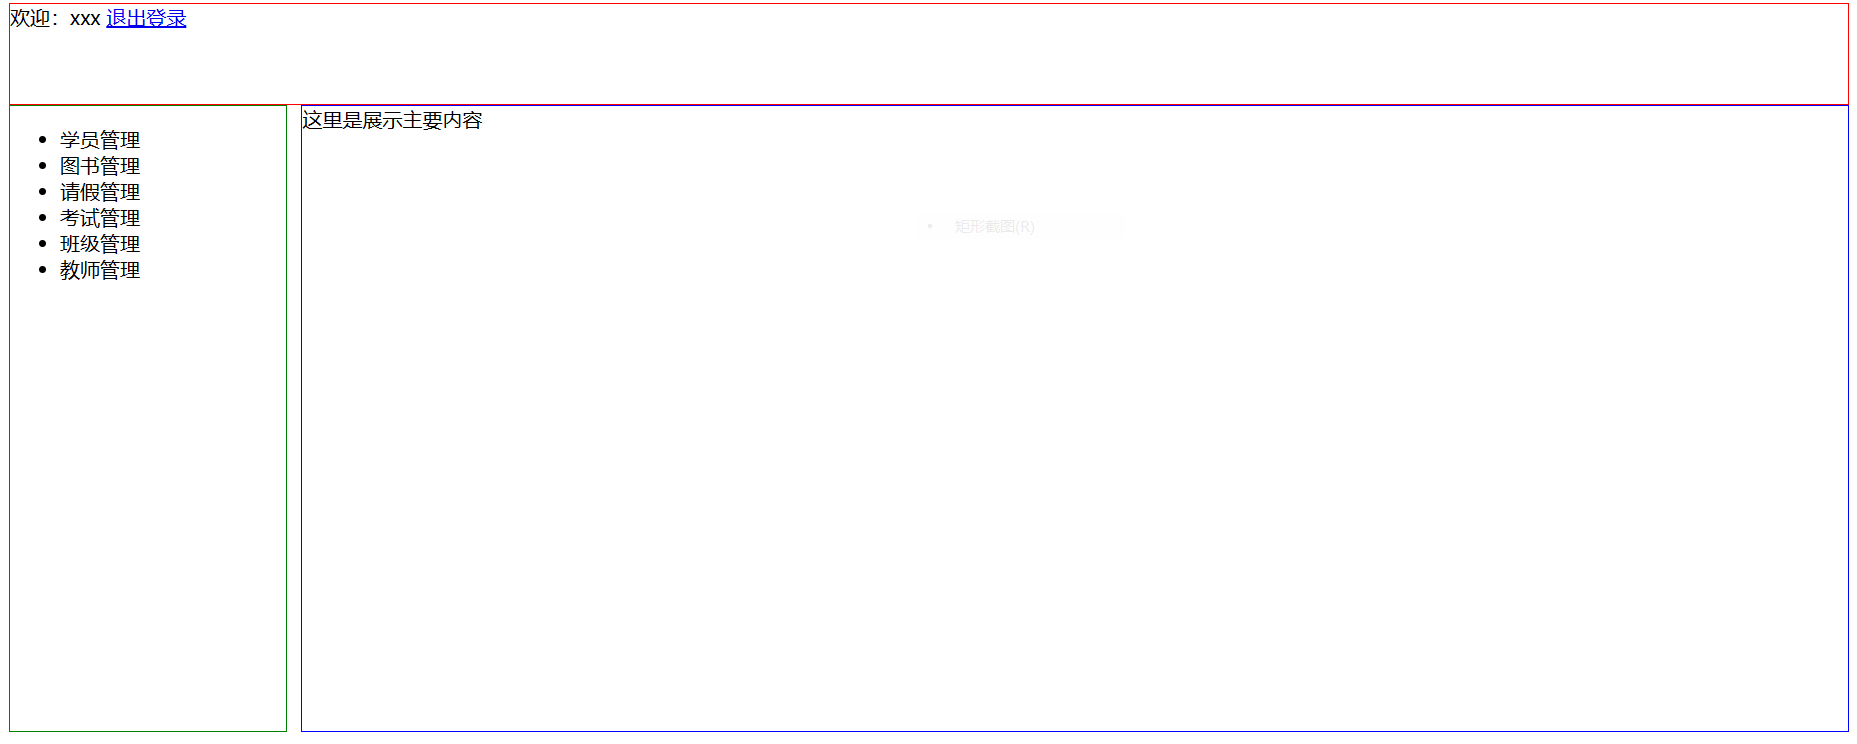 欢迎：xxx 退出登录
学员管理
图书管理
请假管理
考试管理
班级管理
教师管理
这里是展示主要内容
矩形截图(R)